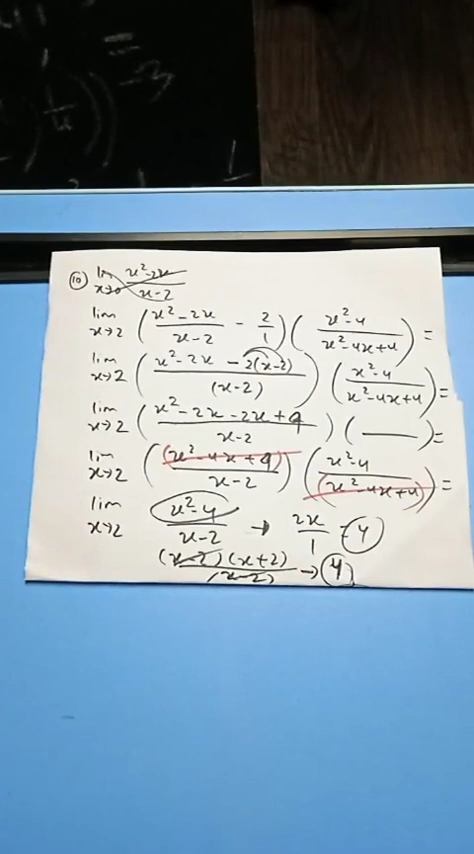 = 3
1/4
10 lim x→0 x²-2x / x-2
lim x→2 (x²-2x / x-2 - 2/1)(x²-4 / x²-4x+4) =
lim x→2 (x²-2x-2(x-2) / (x-2))(x²-4 / x²-4x+4) =
lim x→2 (x²-2x-2x+4 / x-2)(—) =
lim x→2 ((x²-4x+4) / x-2)(x²-4 / (x²-4x+4)) =
lim x→2 x²-4 / x-2 → 2x/1 = 4
(x-2)(x+2) / (x-2) → 4